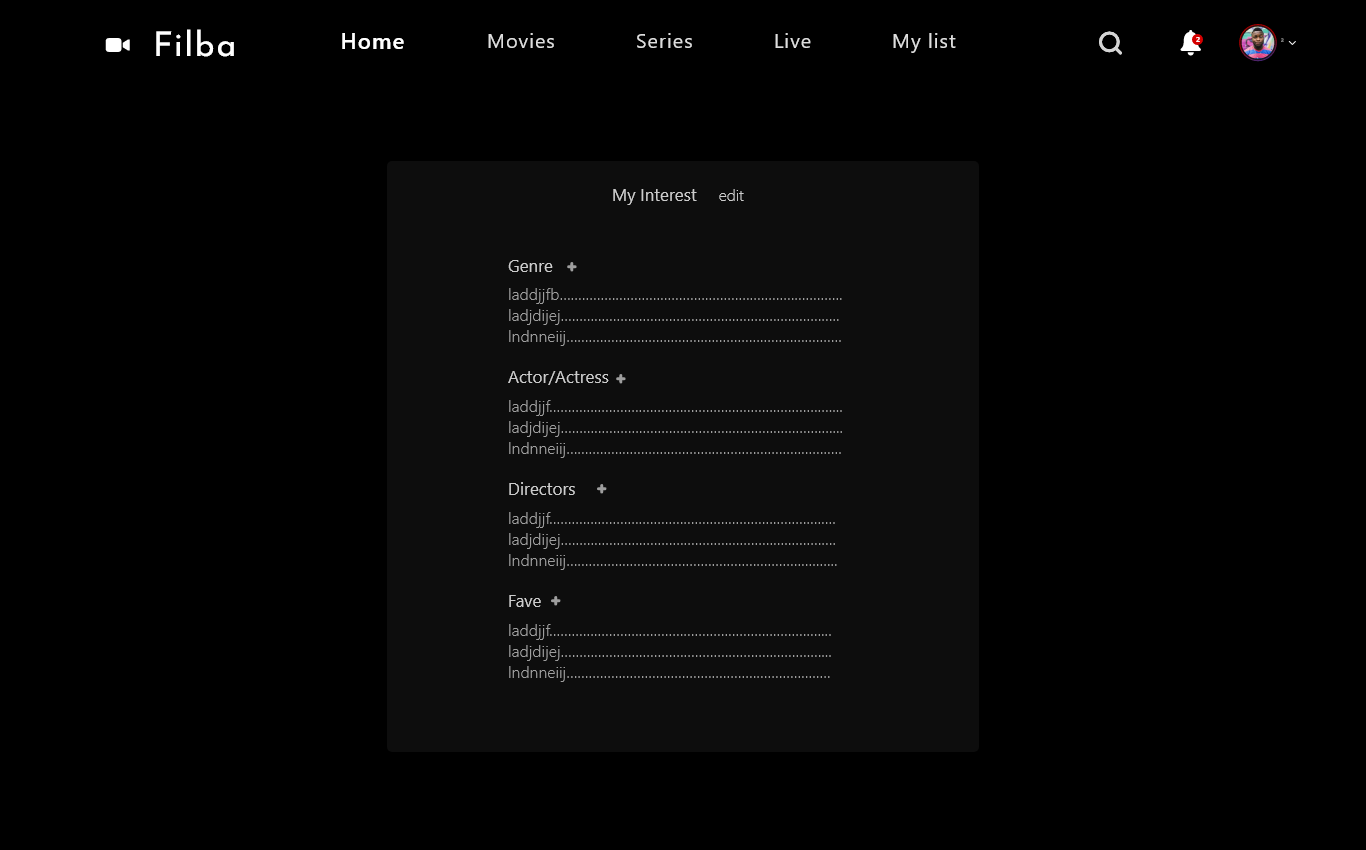 Filba
Home
Movies
Series
Live
My list
2
My Interest edit
Genre +
laddjjfb...........................................................................
ladjdijej..........................................................................
lndnneiij.........................................................................
Actor/Actress +
laddjjf..............................................................................
ladjdijej...........................................................................
lndnneiij.........................................................................
Directors +
laddjjf............................................................................
ladjdijej.........................................................................
lndnneiij........................................................................
Fave +
laddjjf...........................................................................
ladjdijej........................................................................
lndnneiij......................................................................